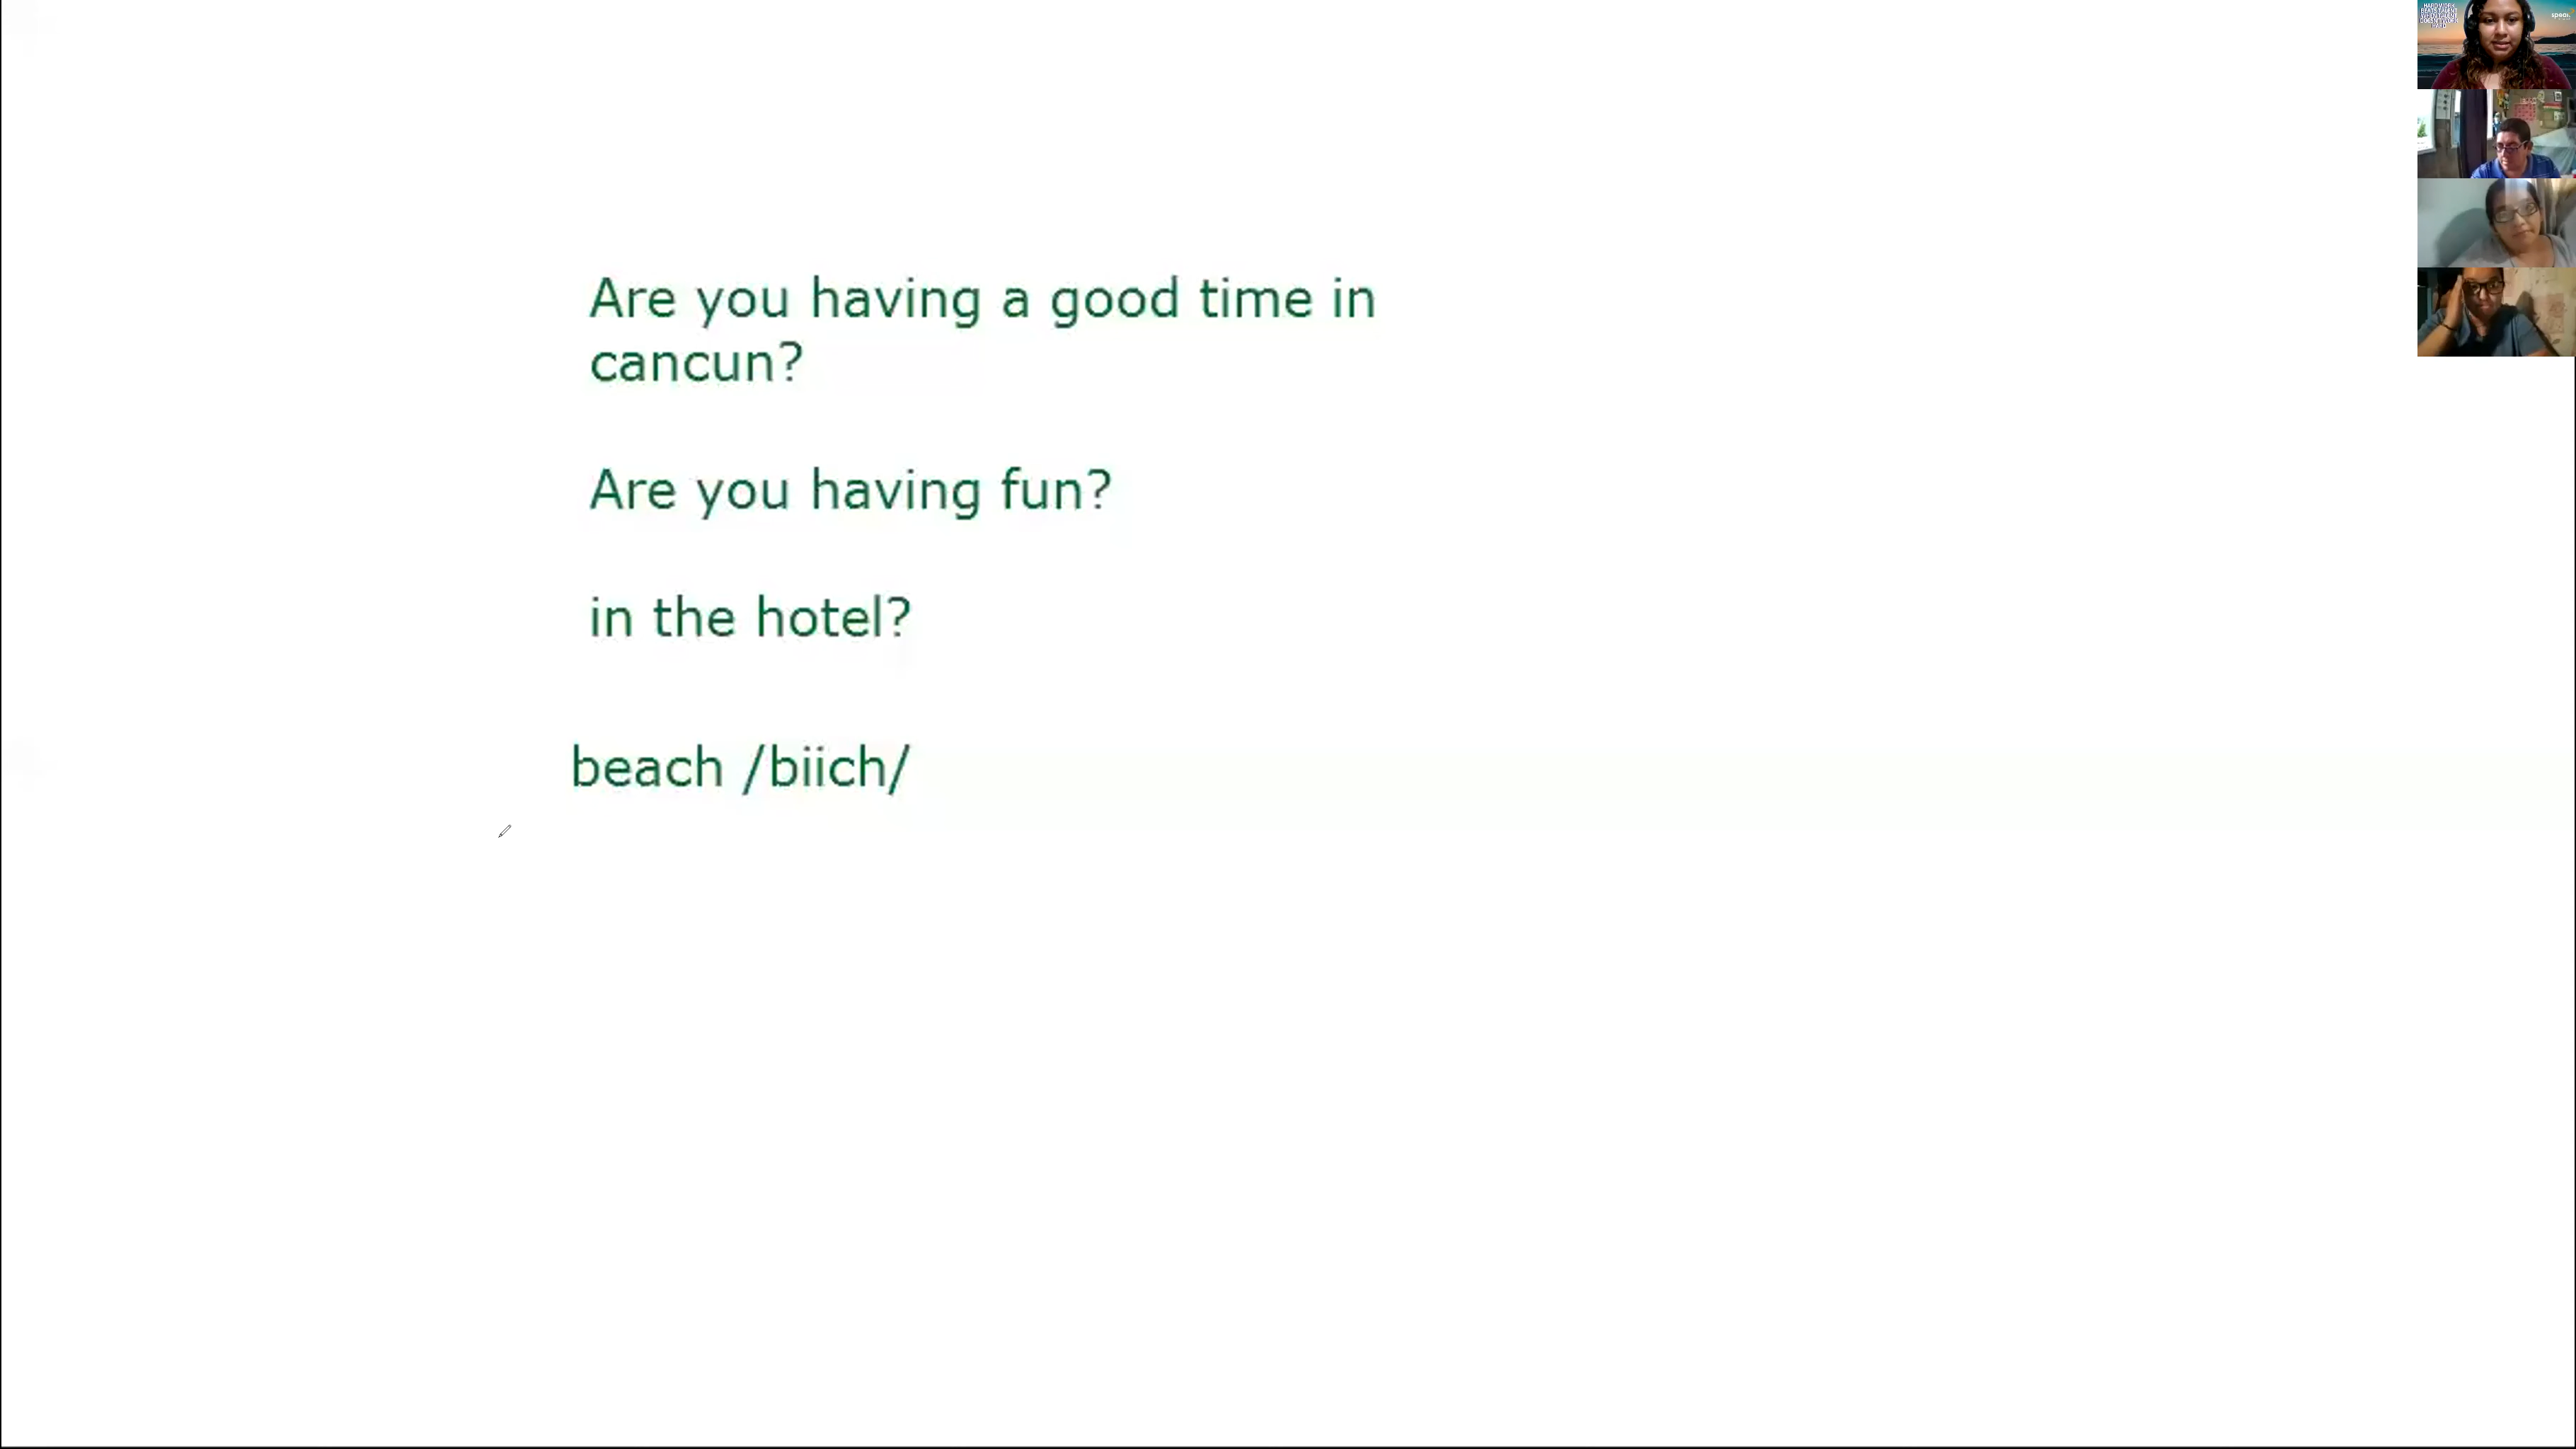 Are you having a good time in
cancun?
Are you having fun?
in the hotel?
beach /biich/